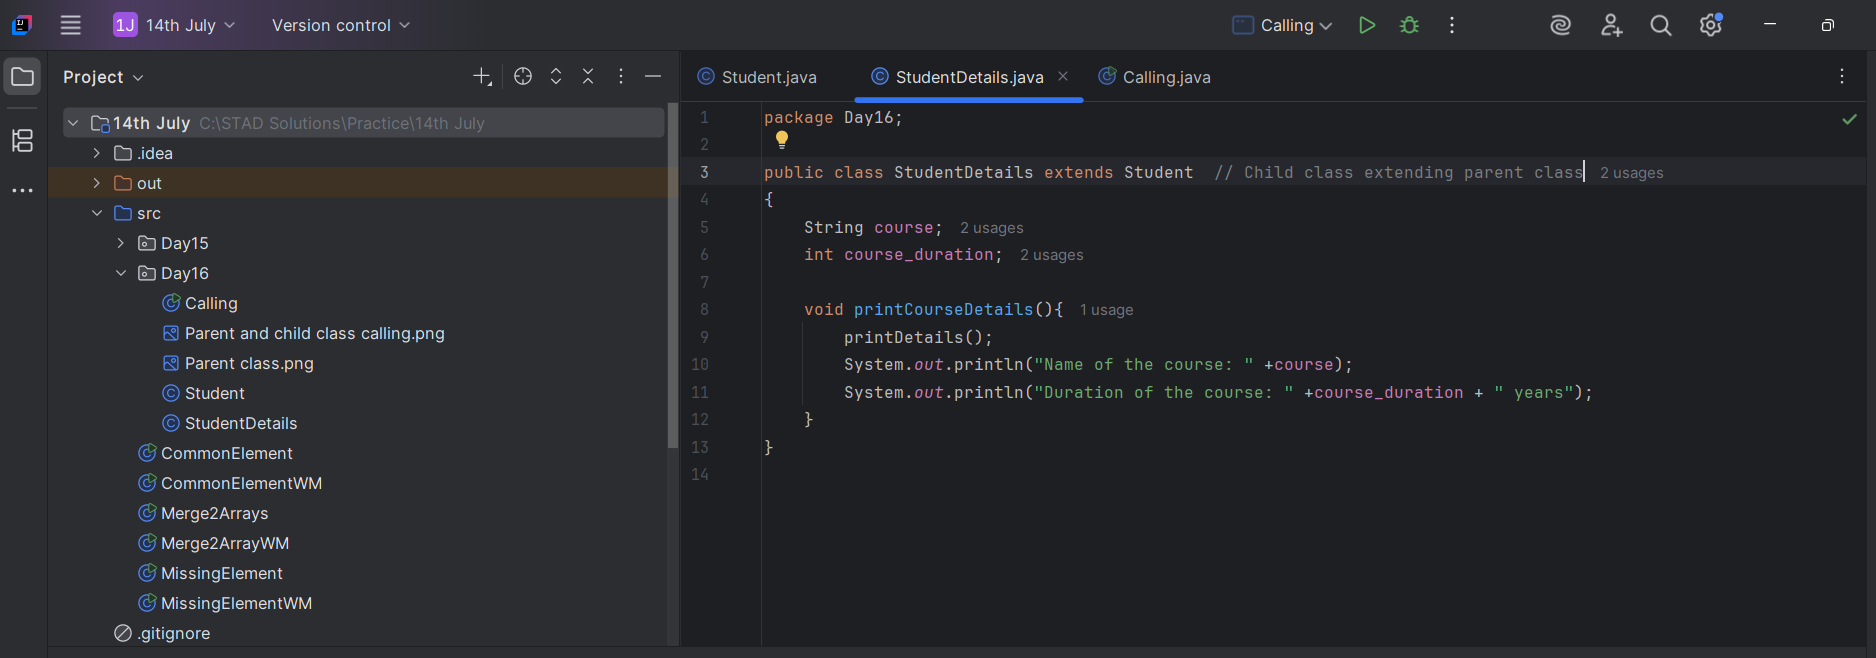 1J 14th July Version control Calling
Project
Student.java StudentDetails.java Calling.java
14th July C:\STAD Solutions\Practice\14th July
.idea
out
src
Day15
Day16
Calling
Parent and child class calling.png
Parent class.png
Student
StudentDetails
CommonElement
CommonElementWM
Merge2Arrays
Merge2ArrayWM
MissingElement
MissingElementWM
.gitignore
1 package Day16;
2
3 public class StudentDetails extends Student // Child class extending parent class 2 usages
4 {
5 String course; 2 usages
6 int course_duration; 2 usages
7
8 void printCourseDetails(){ 1 usage
9 printDetails();
10 System.out.println("Name of the course: " +course);
11 System.out.println("Duration of the course: " +course_duration + " years");
12 }
13 }
14